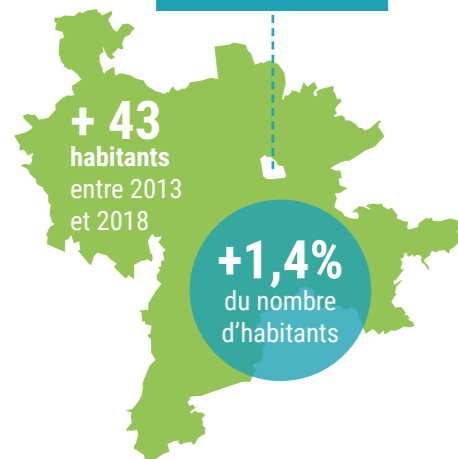 + 43
habitants
entre 2013
et 2018
+1,4%
du nombre
d'habitants